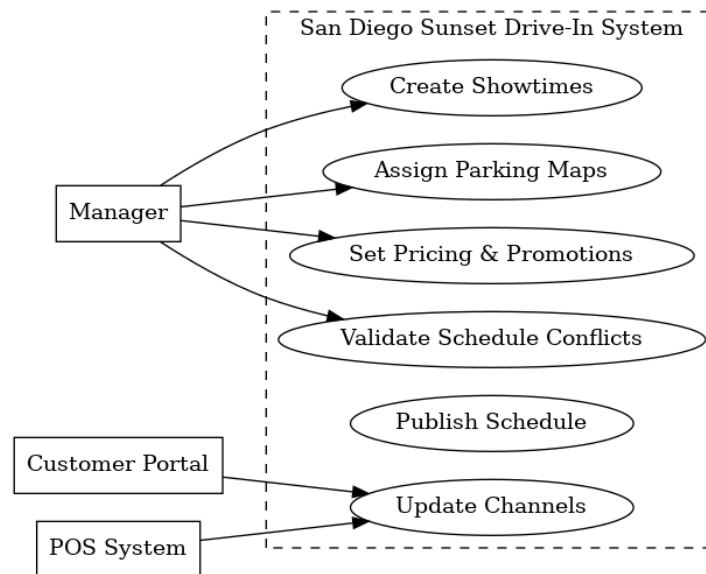 San Diego Sunset Drive-In System
Create Showtimes
Assign Parking Maps
Manager
Set Pricing & Promotions
Validate Schedule Conflicts
Publish Schedule
Customer Portal
Update Channels
POS System